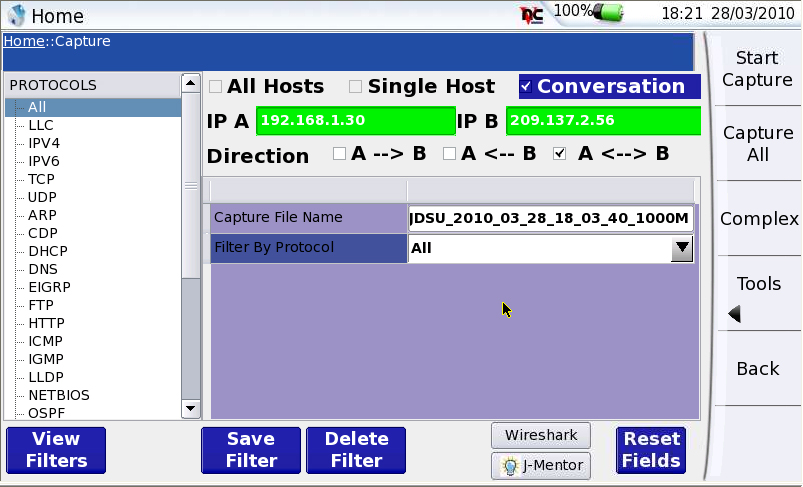 Home
100%
18:21 28/03/2010
Home::Capture
PROTOCOLS
All
LLC
IPV4
IPV6
TCP
UDP
ARP
CDP
DHCP
DNS
EIGRP
FTP
HTTP
ICMP
IGMP
LLDP
NETBIOS
OSPF
All Hosts
Single Host
Conversation
IP A
192.168.1.30
IP B
209.137.2.56
Direction
A --> B
A <-- B
A <--> B
Capture File Name
JDSU_2010_03_28_18_03_40_1000M
Filter By Protocol
All
View
Filters
Save
Filter
Delete
Filter
Wireshark
J-Mentor
Reset
Fields
Start
Capture
Capture
All
Complex
Tools
Back